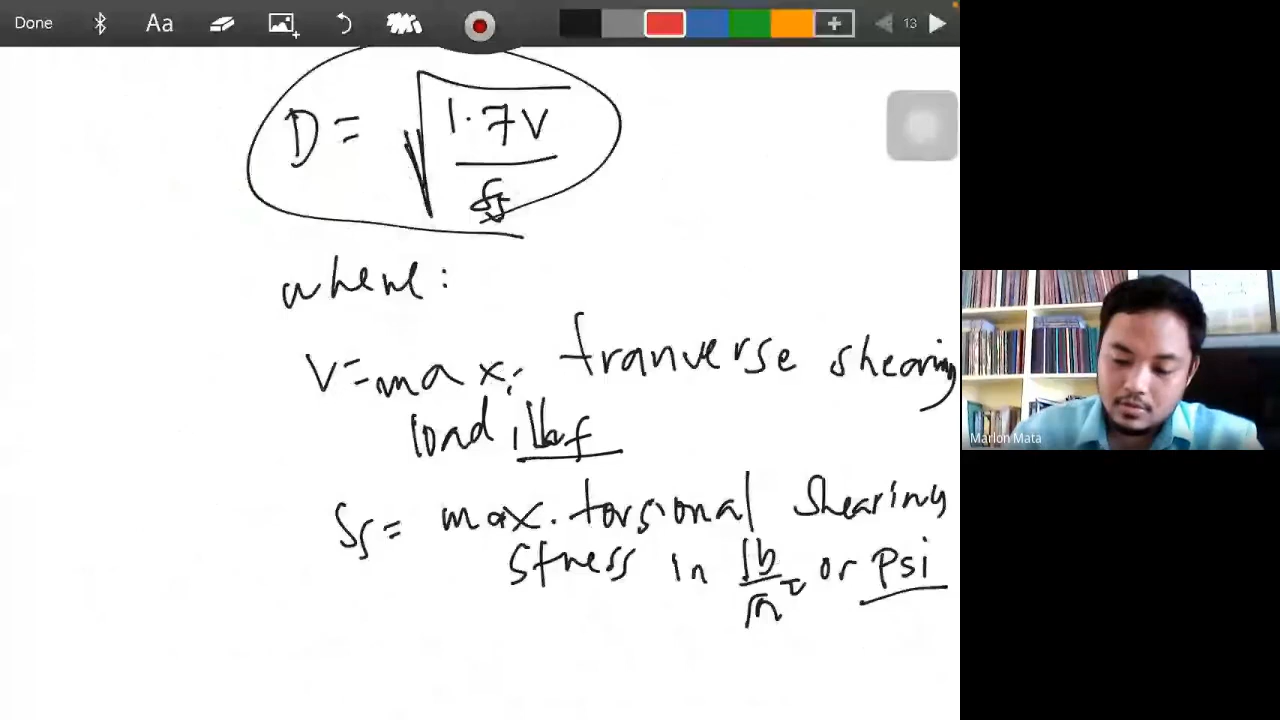 Done
Aa
13
D = √(1.7V / Ss)
where:
V = max. tranverse shearing
load, lbf
Ss = max. torsional shearing
stress in lb/in² or psi
Marlon Mata